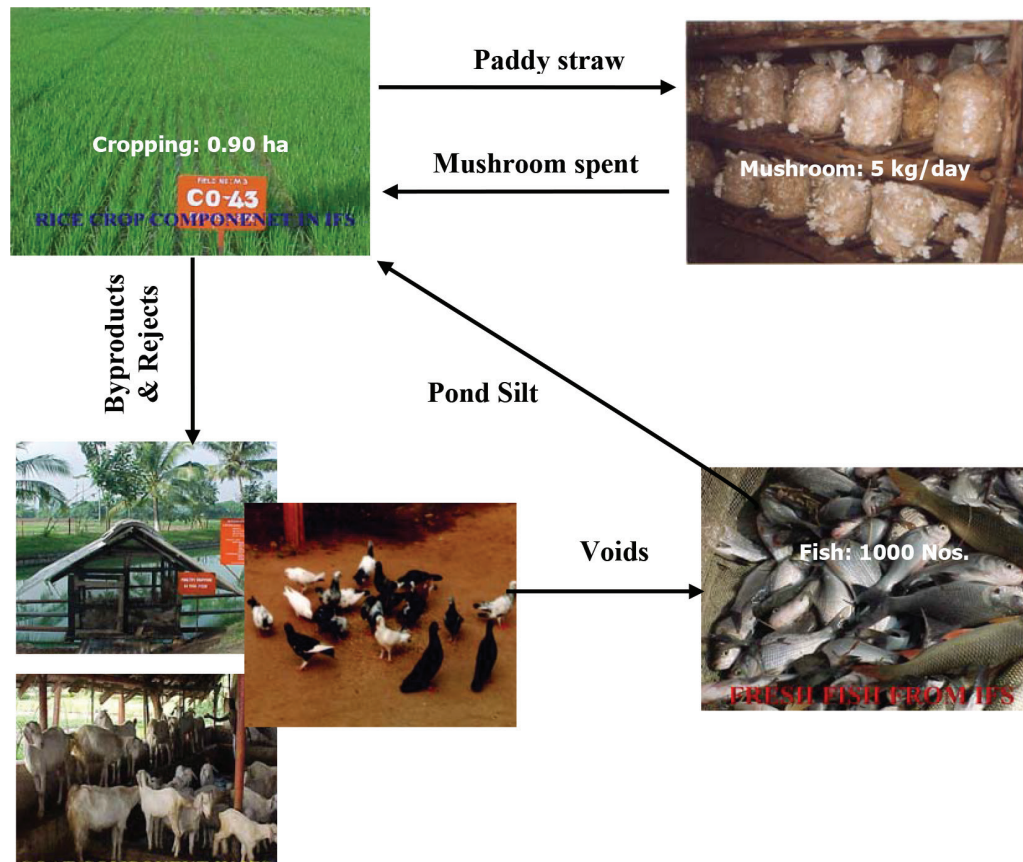 Paddy straw
Cropping: 0.90 ha
Mushroom spent
Mushroom: 5 kg/day
FIELD NO: M3
CO-43
RICE CROP COMPONENET IN IFS
Byproducts
& Rejects
Pond Silt
Voids
Fish: 1000 Nos.
FRESH FISH FROM IFS